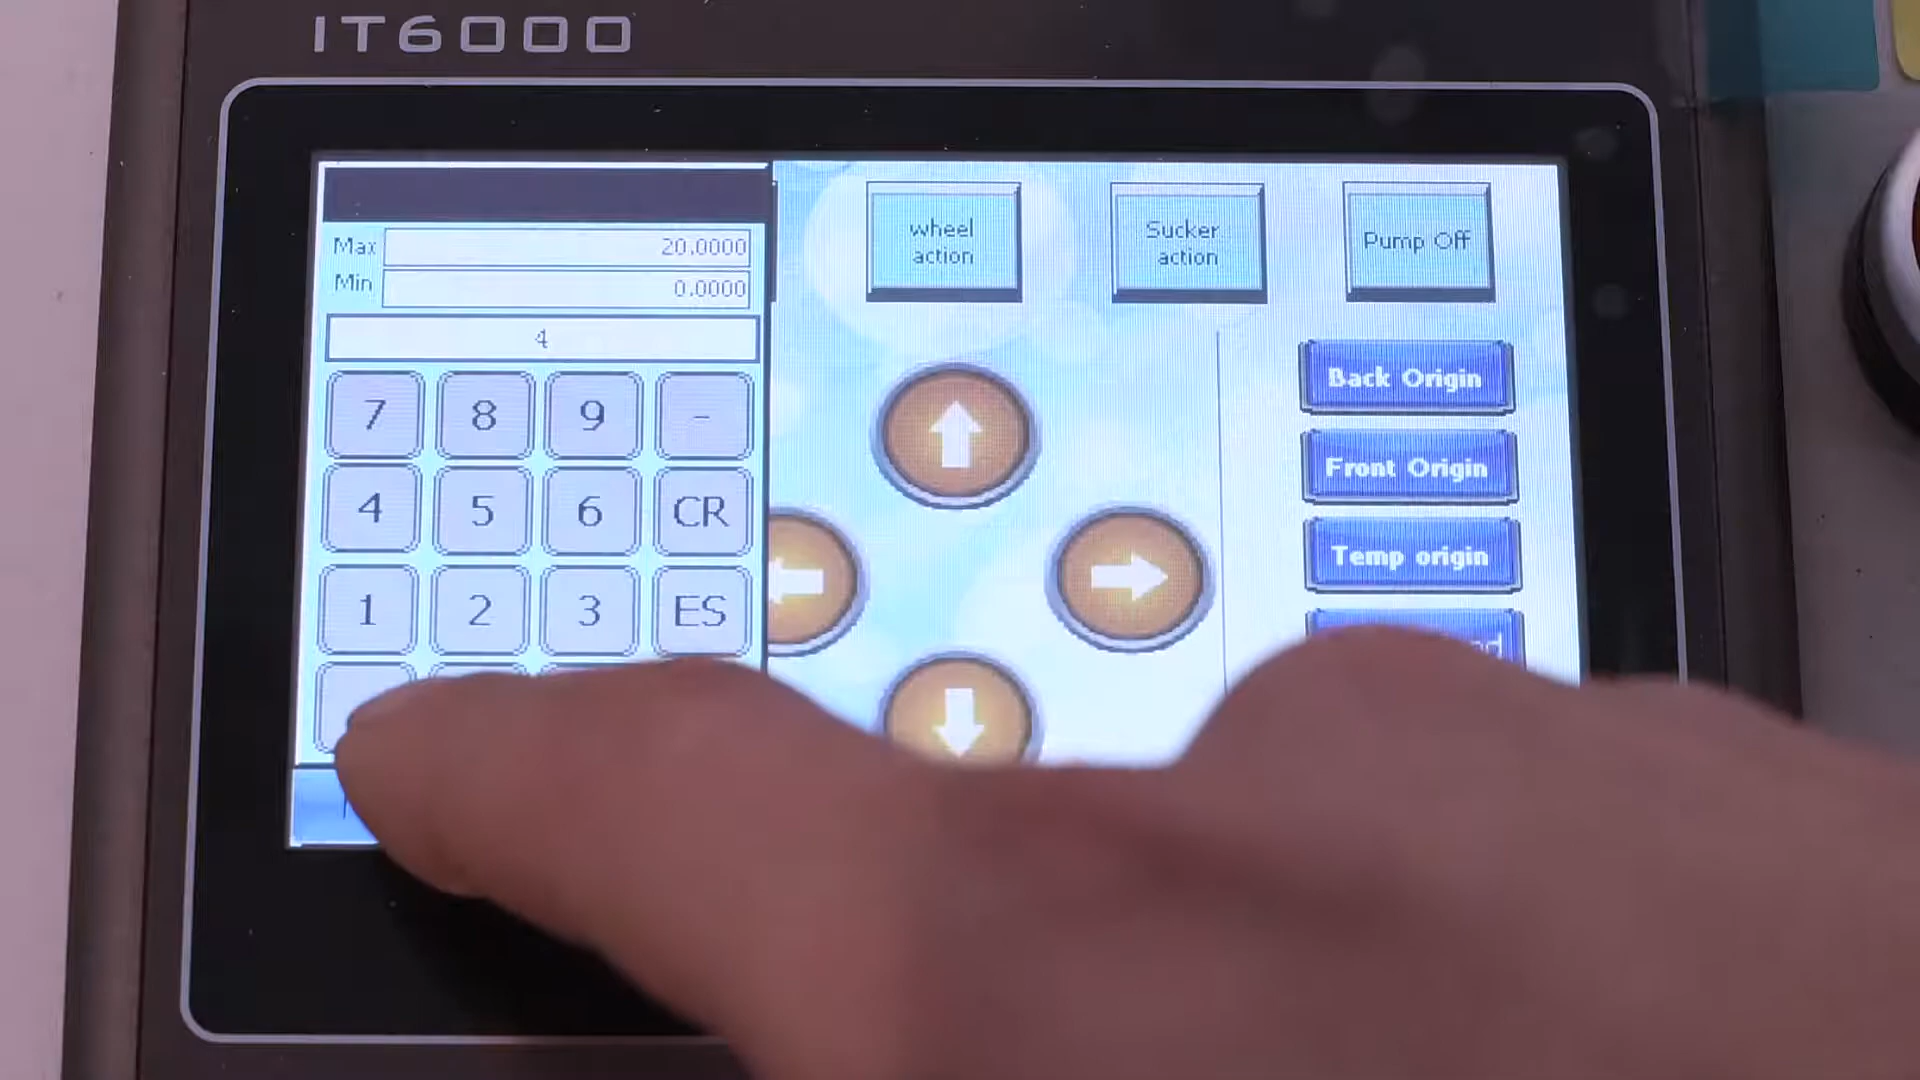 IT6000
Max 20.0000
Min 0.0000
4
7 8 9 -
4 5 6 CR
1 2 3 ES
wheel
action
Sucker
action
Pump Off
Back Origin
Front Origin
Temp origin